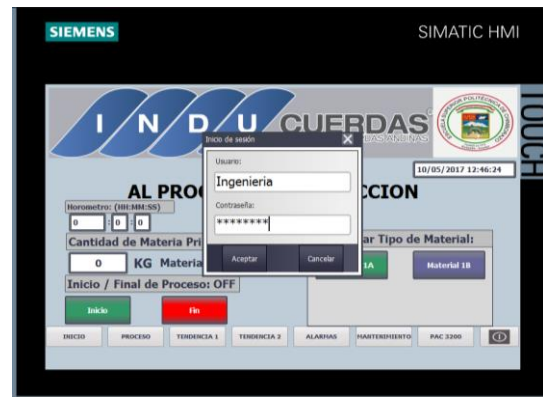 SIEMENS
SIMATIC HMI
TOUCH
INDU CUERDAS
Inicio de sesión X
Usuario:
Ingenieria
Contraseña:
********
Aceptar
Cancelar
10/05/2017 12:46:24
AL PRO
CCION
Horometro: (HH:MM:SS)
0 : 0 : 0
Cantidad de Materia Pri
0 KG Materia
ar Tipo de Material:
1A
Material 1B
Inicio / Final de Proceso: OFF
Inicio
Fin
INICIO
PROCESO
TENDENCIA 1
TENDENCIA 2
ALARMAS
MANTENIMIENTO
PAC 3200